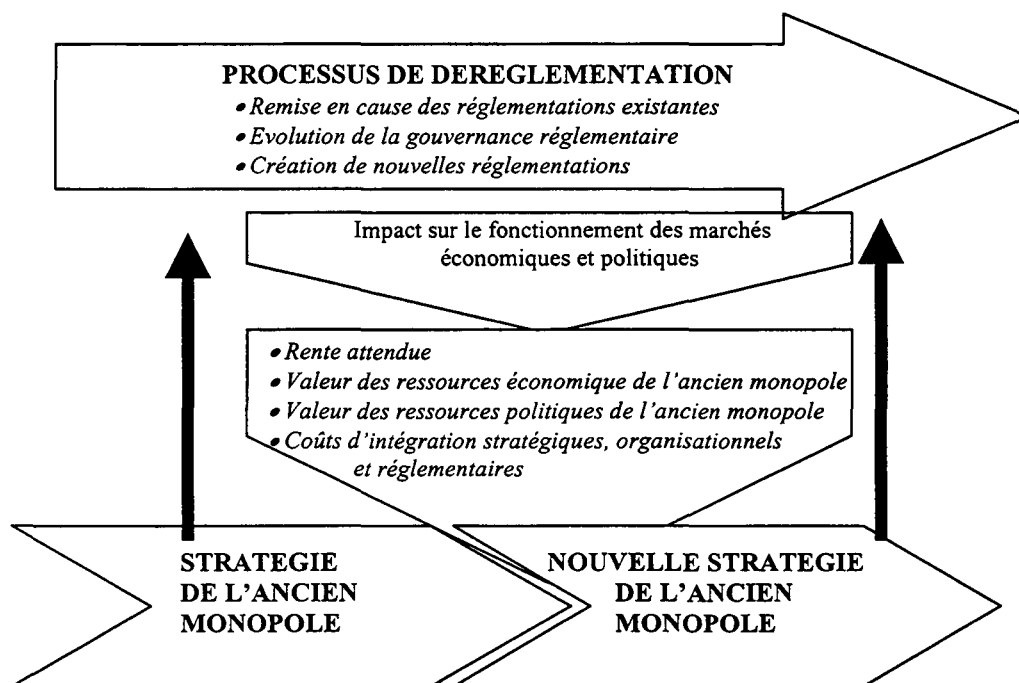 PROCESSUS DE DEREGLEMENTATION
• Remise en cause des réglementations existantes
• Evolution de la gouvernance réglementaire
• Création de nouvelles réglementations
Impact sur le fonctionnement des marchés
économiques et politiques
• Rente attendue
• Valeur des ressources économique de l'ancien monopole
• Valeur des ressources politiques de l'ancien monopole
• Coûts d'intégration stratégiques, organisationnels
et réglementaires
STRATEGIE
DE L'ANCIEN
MONOPOLE
NOUVELLE STRATEGIE
DE L'ANCIEN
MONOPOLE